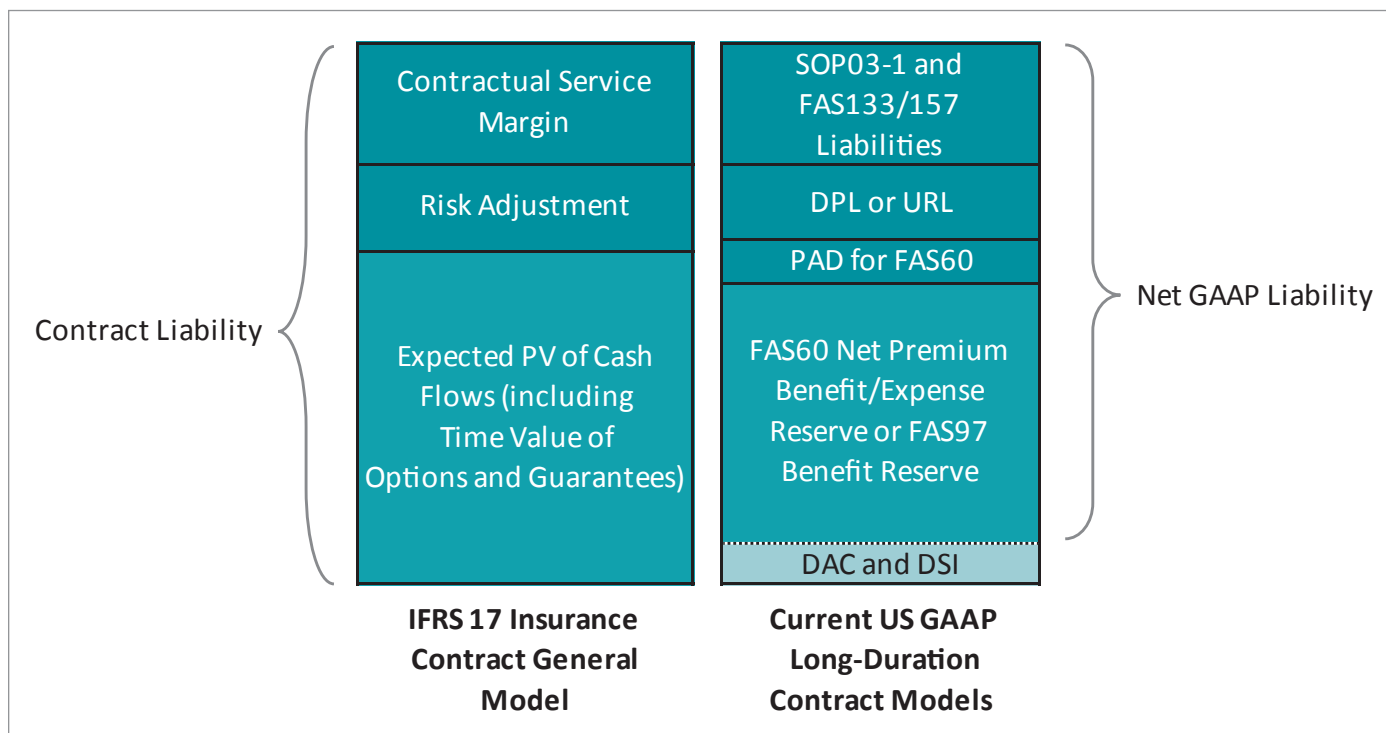 Contract Liability
Contractual Service
Margin
Risk Adjustment
Expected PV of Cash
Flows (including
Time Value of
Options and Guarantees)
IFRS 17 Insurance
Contract General
Model
SOP03-1 and
FAS133/157
Liabilities
DPL or URL
PAD for FAS60
FAS60 Net Premium
Benefit/Expense
Reserve or FAS97
Benefit Reserve
DAC and DSI
Current US GAAP
Long-Duration
Contract Models
Net GAAP Liability